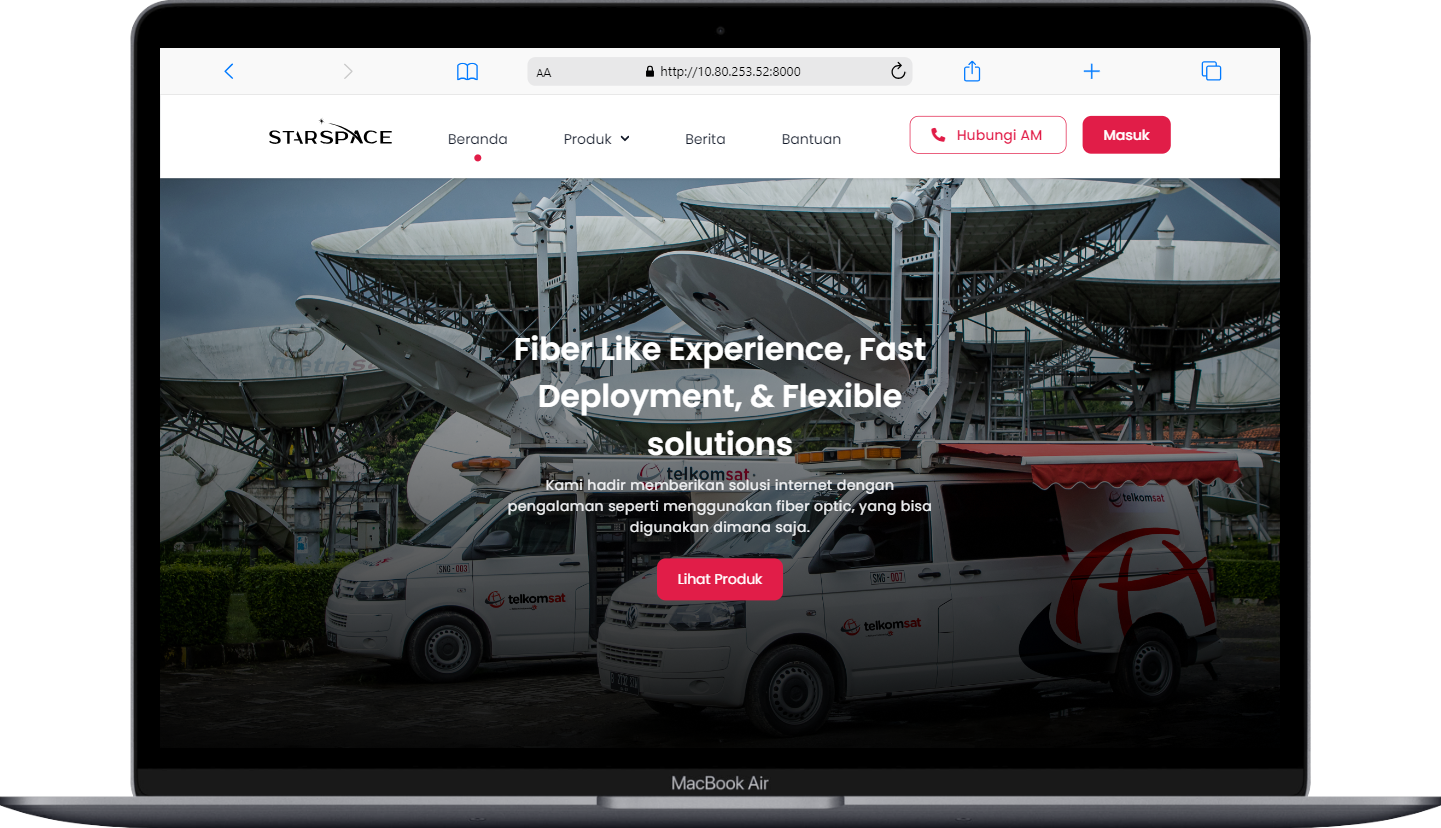 AA
http://10.80.253.52:8000
STARSPACE
Beranda
Produk
Berita
Bantuan
Hubungi AM
Masuk
Fiber Like Experience, Fast
Deployment, & Flexible
solutions
telkomsat
Kami hadir memberikan solusi internet dengan
pengalaman seperti menggunakan fiber optic, yang bisa
digunakan dimana saja.
telkomsat
SNG - 003
SNG - 007
Lihat Produk
telkomsat
telkomsat
MacBook Air